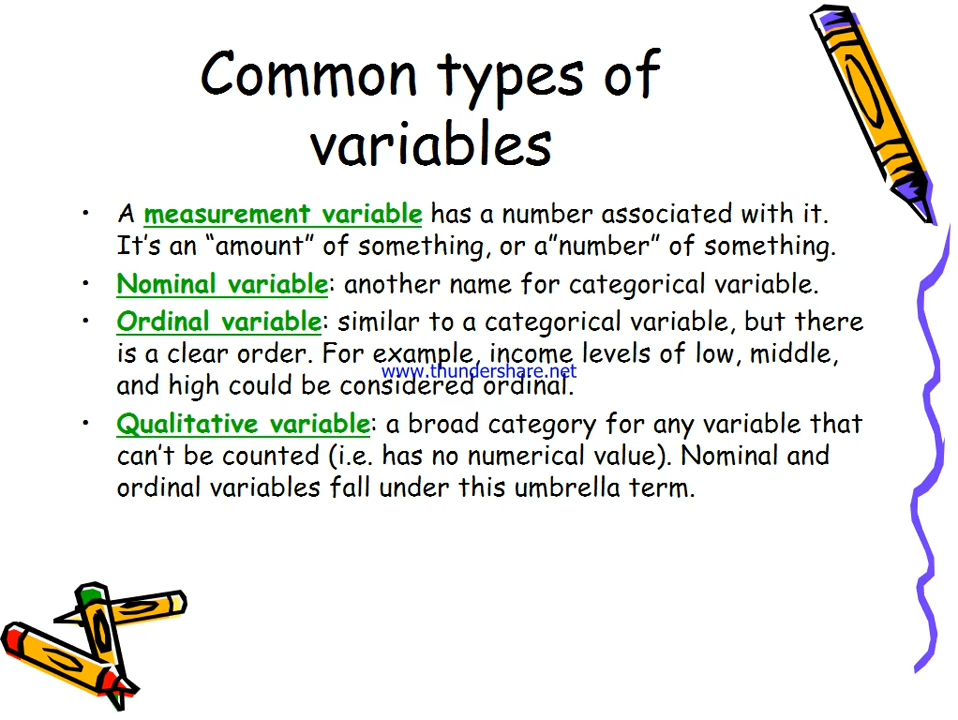 Common types of
variables
• A measurement variable has a number associated with it.
It’s an “amount” of something, or a”number” of something.
• Nominal variable: another name for categorical variable.
• Ordinal variable: similar to a categorical variable, but there
is a clear order. For example, income levels of low, middle,
www.thundershare.net
and high could be considered ordinal.
• Qualitative variable: a broad category for any variable that
can’t be counted (i.e. has no numerical value). Nominal and
ordinal variables fall under this umbrella term.